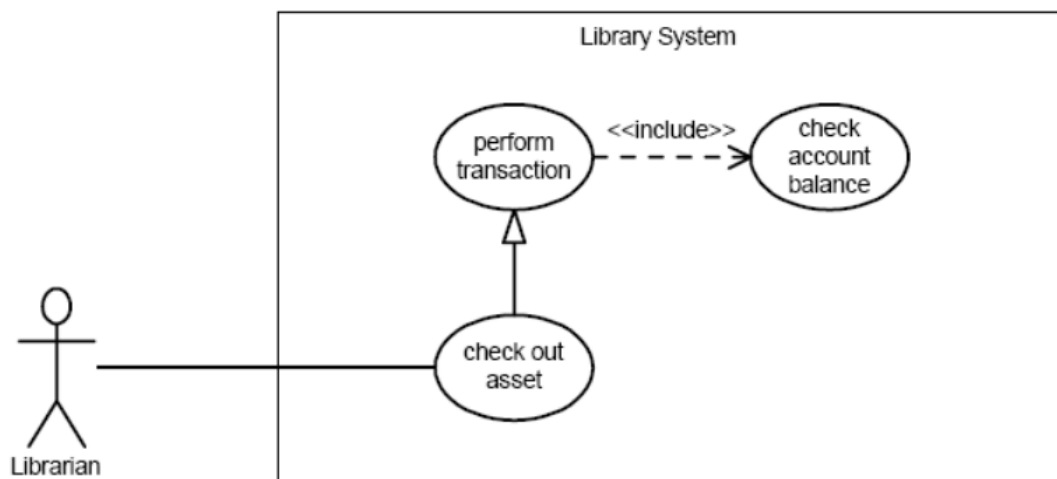 Library System
perform
transaction
<<include>>
check
account
balance
check out
asset
Librarian